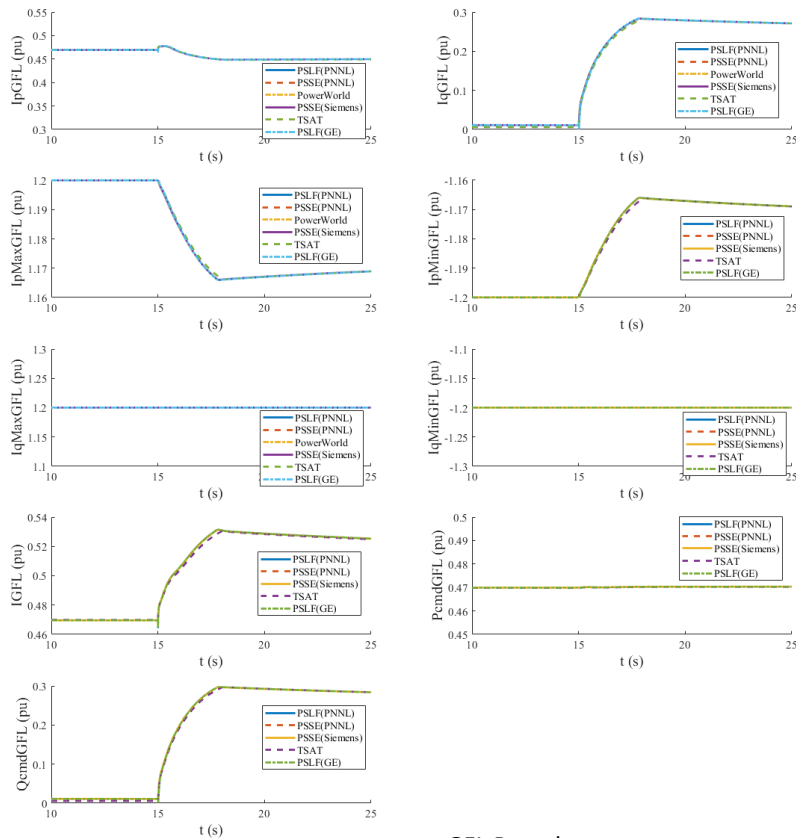 IpGFL (pu)
0.55
0.5
0.45
0.4
0.35
0.3
10
15
20
25
t (s)
PSLF(PNNL)
PSSE(PNNL)
PowerWorld
PSSE(Siemens)
TSAT
PSLF(GE)
IqGFL (pu)
0.3
0.2
0.1
0
10
15
20
25
t (s)
PSLF(PNNL)
PSSE(PNNL)
PowerWorld
PSSE(Siemens)
TSAT
PSLF(GE)
IpMaxGFL (pu)
1.2
1.19
1.18
1.17
1.16
10
15
20
25
t (s)
PSLF(PNNL)
PSSE(PNNL)
PowerWorld
PSSE(Siemens)
TSAT
PSLF(GE)
IpMinGFL (pu)
-1.16
-1.17
-1.18
-1.19
-1.2
10
15
20
25
t (s)
PSLF(PNNL)
PSSE(PNNL)
PSSE(Siemens)
TSAT
PSLF(GE)
IqMaxGFL (pu)
1.3
1.25
1.2
1.15
1.1
10
15
20
25
t (s)
PSLF(PNNL)
PSSE(PNNL)
PowerWorld
PSSE(Siemens)
TSAT
PSLF(GE)
IqMinGFL (pu)
-1.1
-1.15
-1.2
-1.25
-1.3
10
15
20
25
t (s)
PSLF(PNNL)
PSSE(PNNL)
PSSE(Siemens)
TSAT
PSLF(GE)
IGFL (pu)
0.54
0.52
0.5
0.48
0.46
10
15
20
25
t (s)
PSLF(PNNL)
PSSE(PNNL)
PSSE(Siemens)
TSAT
PSLF(GE)
PcmdGFL (pu)
0.5
0.49
0.48
0.47
0.46
0.45
10
15
20
25
t (s)
PSLF(PNNL)
PSSE(PNNL)
PSSE(Siemens)
TSAT
PSLF(GE)
QcmdGFL (pu)
0.3
0.2
0.1
0
10
15
20
25
t (s)
PSLF(PNNL)
PSSE(PNNL)
PSSE(Siemens)
TSAT
PSLF(GE)